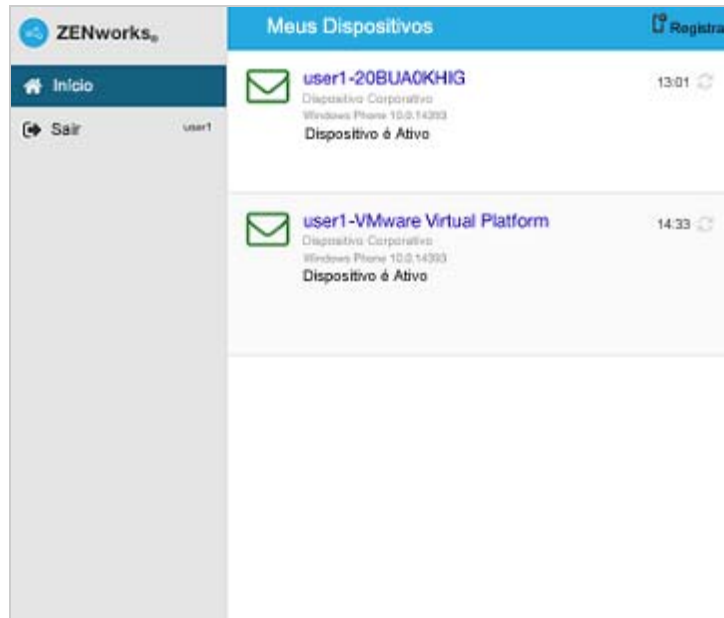 ZENworks®
Meus Dispositivos
Registra
Início
Sair
user1
user1-20BUA0KHIG
13:01
Dispositivo Corporativo
Windows Phone 10.0.14393
Dispositivo é Ativo
user1-VMware Virtual Platform
14:33
Dispositivo Corporativo
Windows Phone 10.0.14393
Dispositivo é Ativo